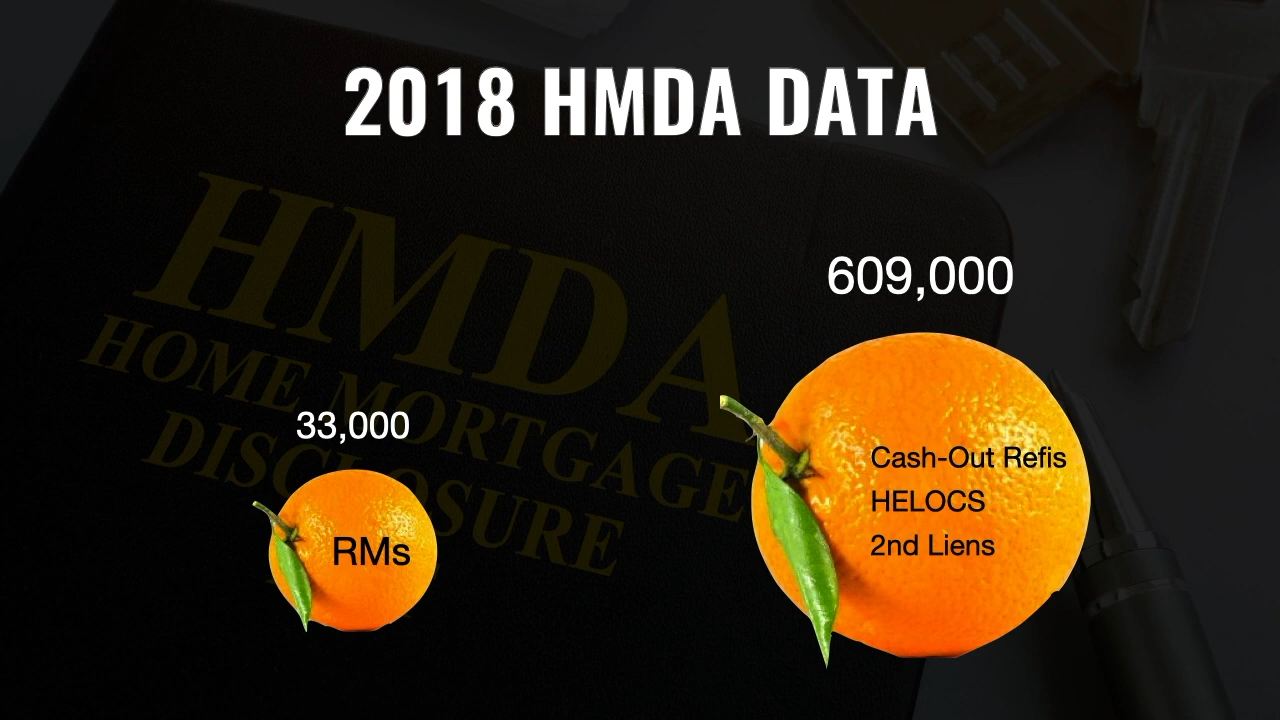 2018 HMDA DATA
HMDA
HOME MORTGAGE
DISCLOSURE
609,000
33,000
Cash-Out Refis
HELOCS
2nd Liens
RMs